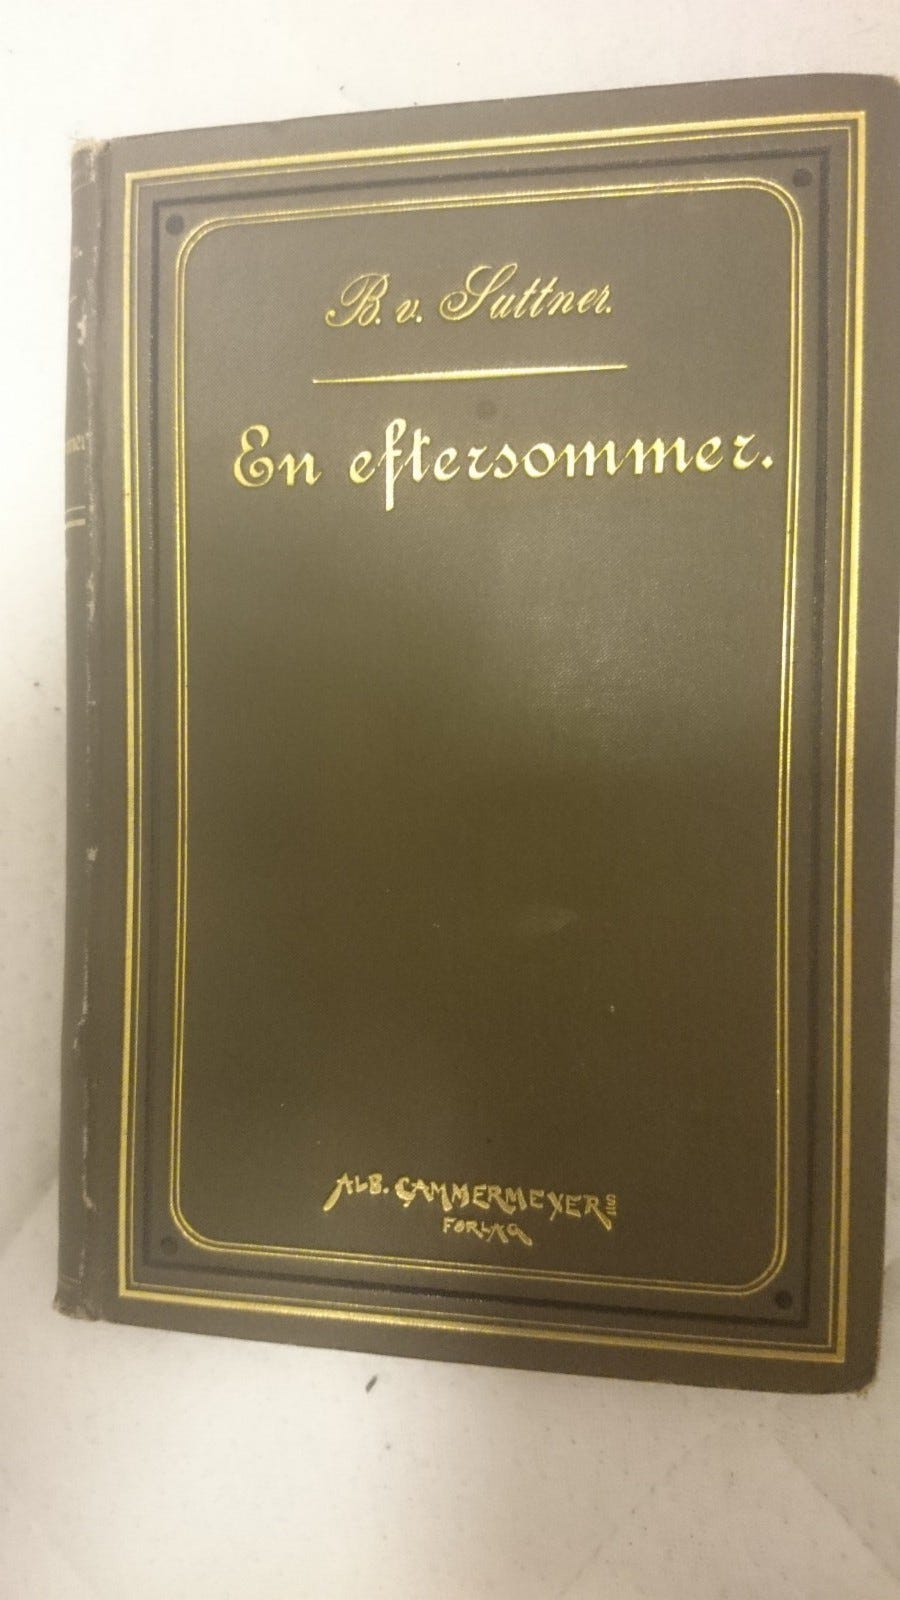 B. v. Suttner.
En eftersommer.
ALB. CAMMERMEYERS
FORLAG